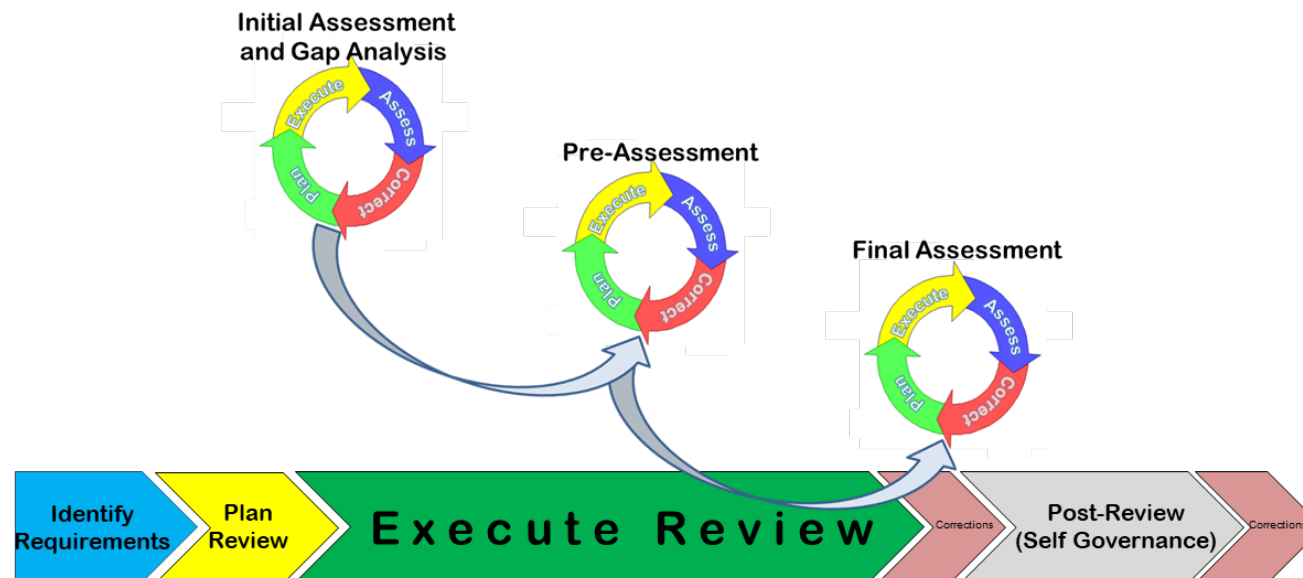 Initial Assessment
and Gap Analysis
Execute
Assess
Correct
Plan
Pre-Assessment
Execute
Assess
Correct
Plan
Final Assessment
Execute
Assess
Correct
Plan
Identify
Requirements
Plan
Review
Execute Review
Corrections
Post-Review
(Self Governance)
Corrections